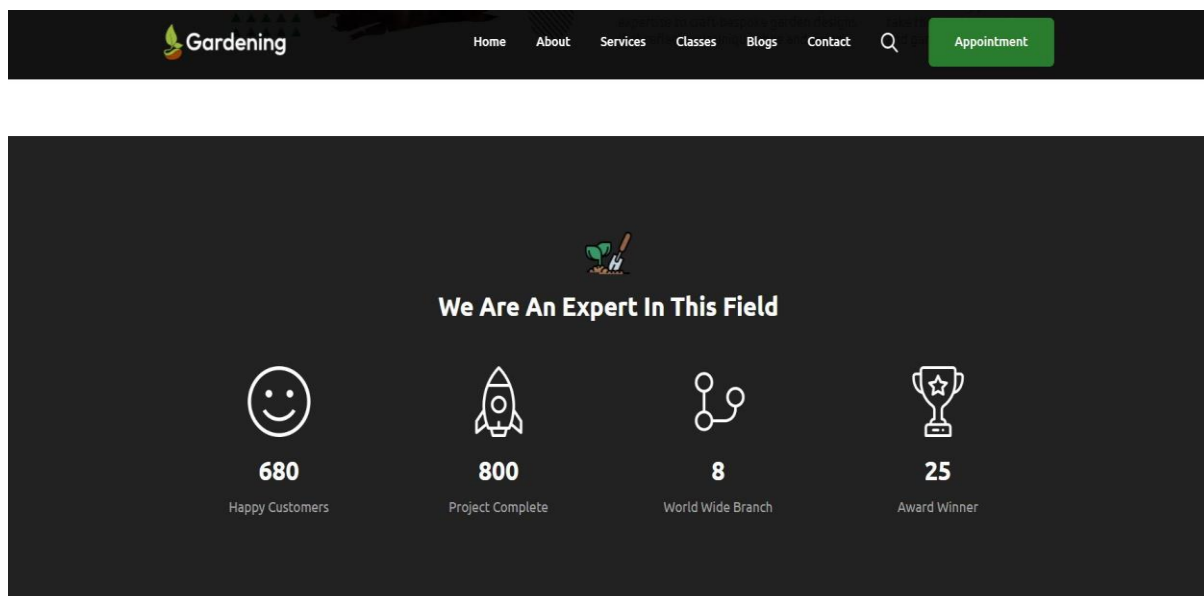 Gardening
Home About Services Classes Blogs Contact Appointment
We Are An Expert In This Field
680 800 8 25
Happy Customers Project Complete World Wide Branch Award Winner